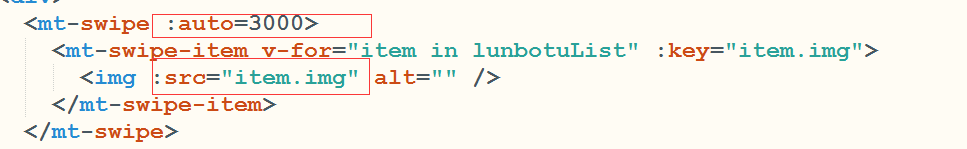 <mt-swipe :auto=3000>
<mt-swipe-item v-for="item in lunbotuList" :key="item.img">
<img :src="item.img" alt="" />
</mt-swipe-item>
</mt-swipe>